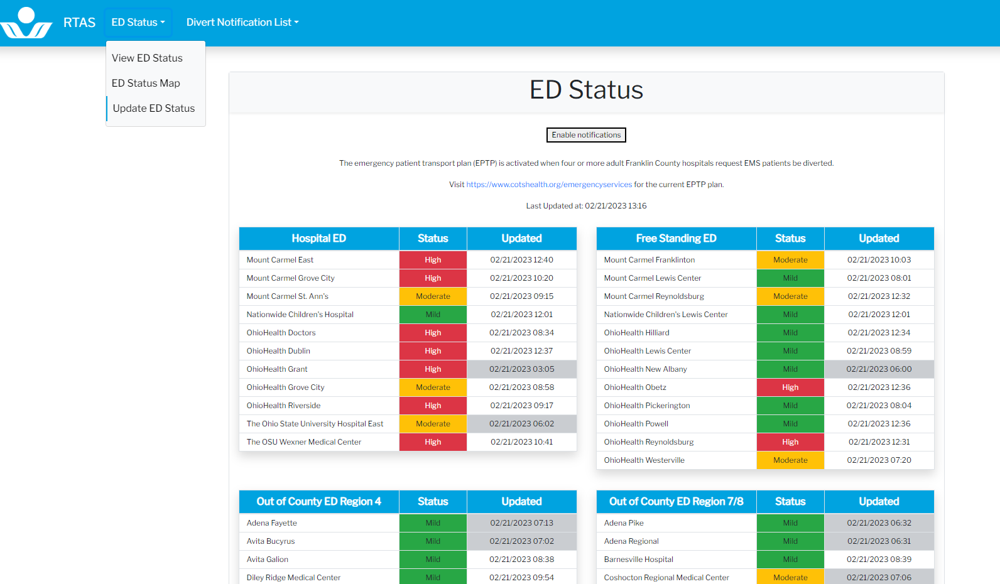 RTAS ED Status Divert Notification List
View ED Status
ED Status Map
Update ED Status
ED Status
Enable notifications
The emergency patient transport plan (EPTP) is activated when four or more adult Franklin County hospitals request EMS patients be diverted.
Visit https://www.cotshealth.org/emergencyservices for the current EPTP plan.
Last Updated at: 02/21/2023 13:16
Hospital ED Status Updated
Mount Carmel East High 02/21/2023 12:40
Mount Carmel Grove City High 02/21/2023 10:20
Mount Carmel St. Ann's Moderate 02/21/2023 09:15
Nationwide Children's Hospital Mild 02/21/2023 12:01
OhioHealth Doctors High 02/21/2023 08:34
OhioHealth Dublin High 02/21/2023 12:37
OhioHealth Grant High 02/21/2023 03:05
OhioHealth Grove City Moderate 02/21/2023 08:58
OhioHealth Riverside High 02/21/2023 09:17
The Ohio State University Hospital East Moderate 02/21/2023 06:02
The OSU Wexner Medical Center High 02/21/2023 10:41
Free Standing ED Status Updated
Mount Carmel Franklinton Moderate 02/21/2023 10:03
Mount Carmel Lewis Center Mild 02/21/2023 08:01
Mount Carmel Reynoldsburg Moderate 02/21/2023 12:32
Nationwide Children's Lewis Center Mild 02/21/2023 12:01
OhioHealth Hilliard Mild 02/21/2023 12:34
OhioHealth Lewis Center Mild 02/21/2023 08:59
OhioHealth New Albany Mild 02/21/2023 06:00
OhioHealth Obetz High 02/21/2023 12:36
OhioHealth Pickerington Mild 02/21/2023 08:04
OhioHealth Powell Mild 02/21/2023 12:36
OhioHealth Reynoldsburg High 02/21/2023 12:31
OhioHealth Westerville Moderate 02/21/2023 07:20
Out of County ED Region 4 Status Updated
Adena Fayette Mild 02/21/2023 07:13
Avita Bucyrus Mild 02/21/2023 07:02
Avita Galion Mild 02/21/2023 08:38
Diley Ridge Medical Center Mild 02/21/2023 09:54
Out of County ED Region 7/8 Status Updated
Adena Pike Mild 02/21/2023 06:32
Adena Regional Mild 02/21/2023 06:31
Barnesville Hospital Mild 02/21/2023 08:39
Coshocton Regional Medical Center Moderate 02/21/2023 07:06